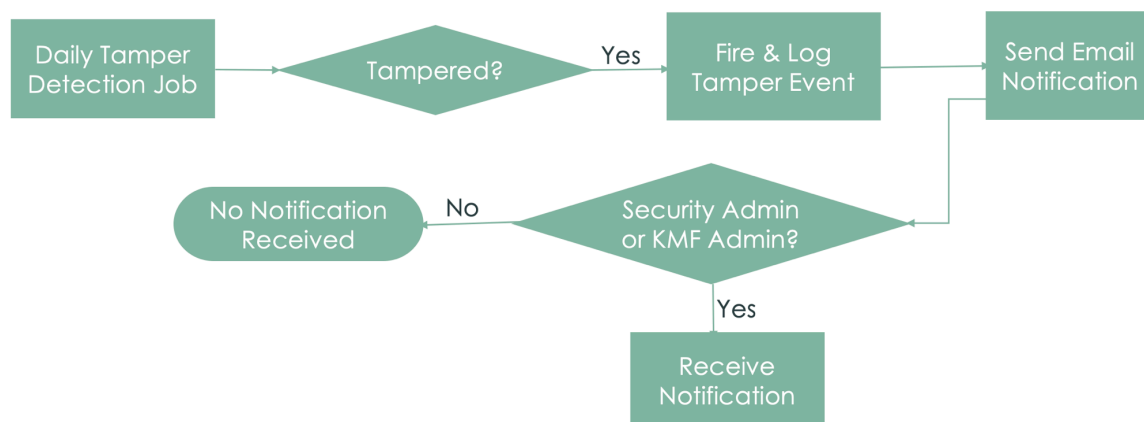 Daily Tamper
Detection Job
Tampered?
Yes
Fire & Log
Tamper Event
Send Email
Notification
Security Admin
or KMF Admin?
No
No Notification
Received
Yes
Receive
Notification